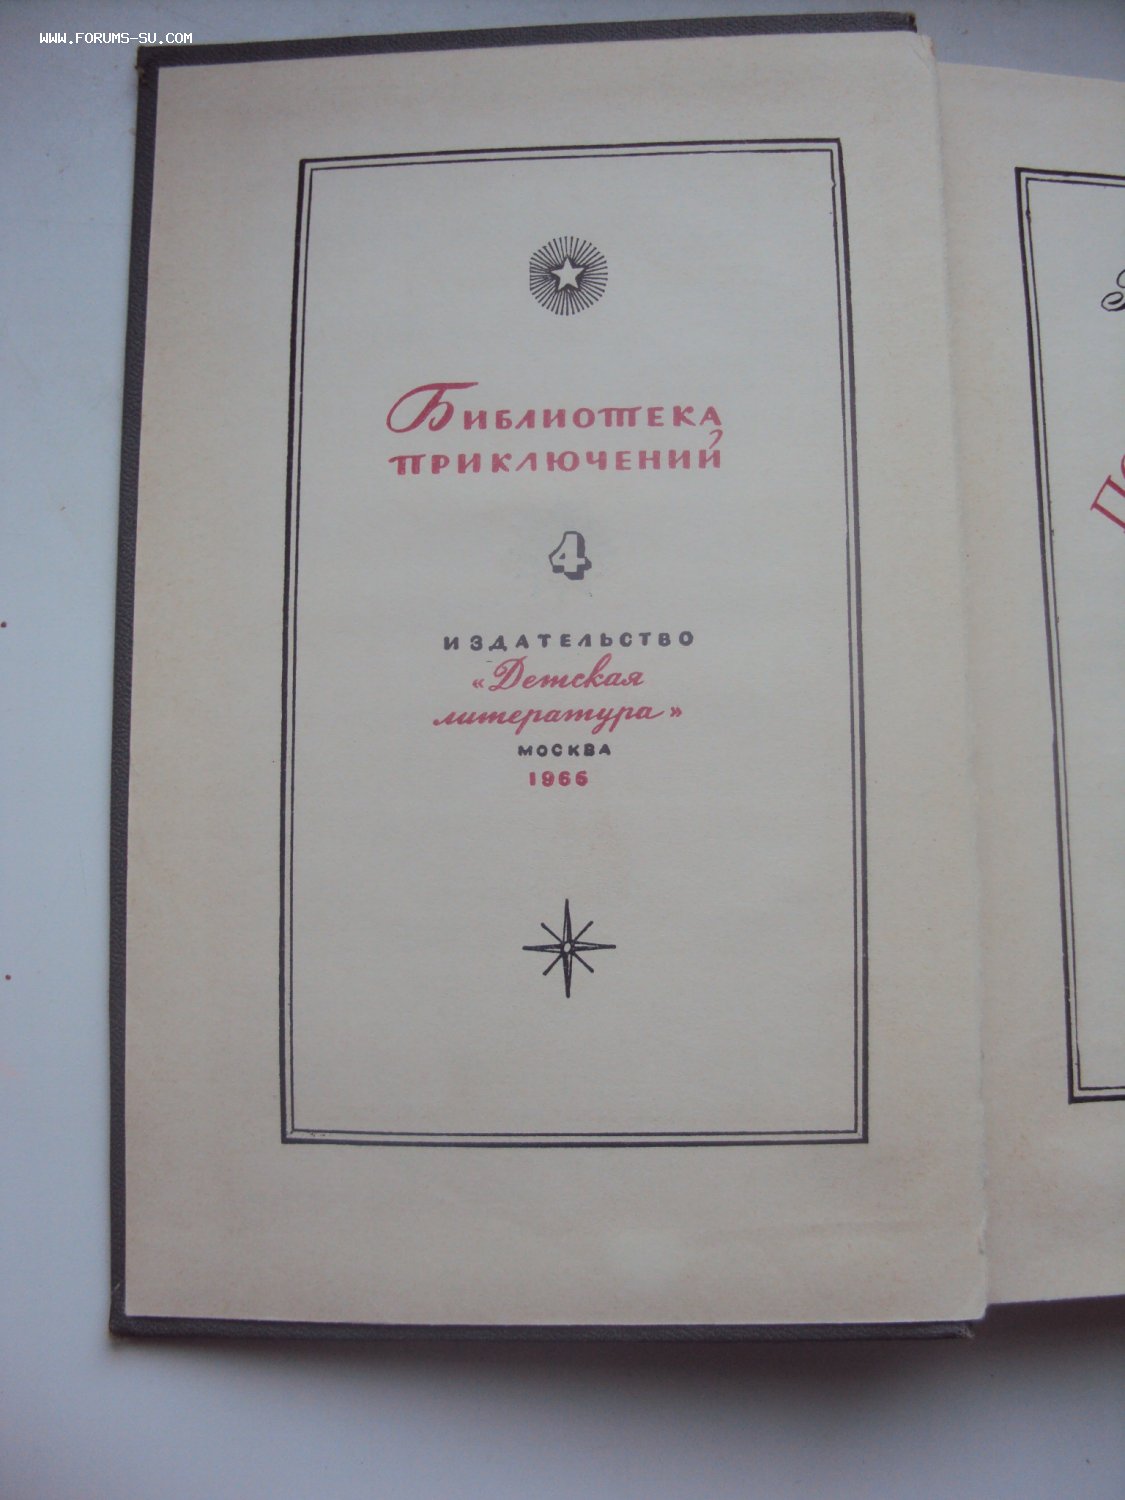 WWW.FORUMS-SU.COM
Библиотека
приключений
4
ИЗДАТЕЛЬСТВО
«Детская
литература»
МОСКВА
1966